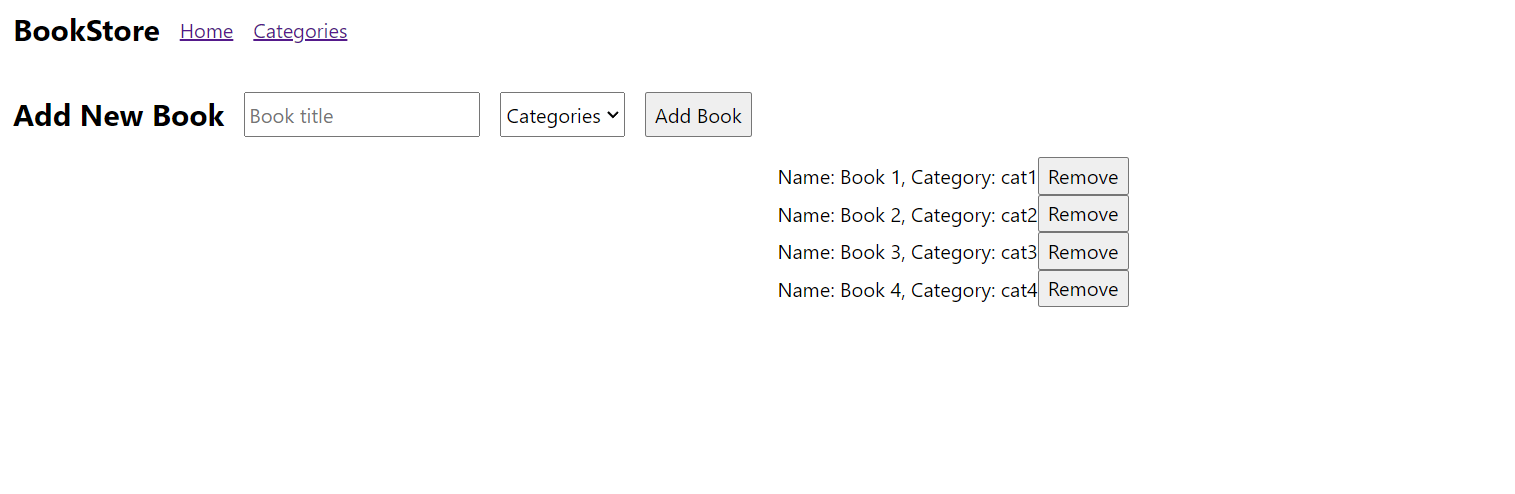 BookStore Home Categories
Add New Book Book title Categories Add Book
Name: Book 1, Category: cat1 Remove
Name: Book 2, Category: cat2 Remove
Name: Book 3, Category: cat3 Remove
Name: Book 4, Category: cat4 Remove